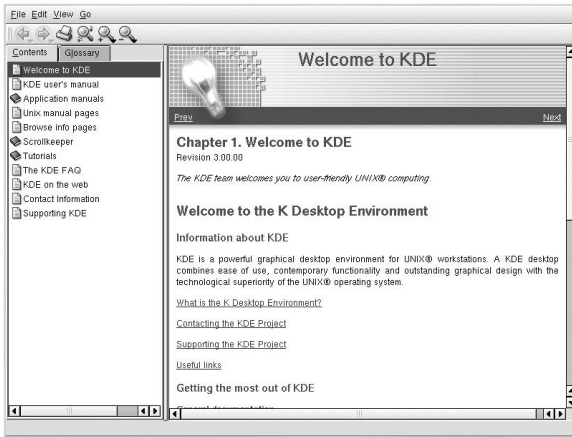 File Edit View Go
Contents Glossary
Welcome to KDE
KDE user's manual
Application manuals
Unix manual pages
Browse info pages
Scrollkeeper
Tutorials
The KDE FAQ
KDE on the web
Contact Information
Supporting KDE
Welcome to KDE
Prev Next
Chapter 1. Welcome to KDE
Revision 3.00.00
The KDE team welcomes you to user-friendly UNIX® computing.
Welcome to the K Desktop Environment
Information about KDE
KDE is a powerful graphical desktop environment for UNIX® workstations. A KDE desktop
combines ease of use, contemporary functionality and outstanding graphical design with the
technological superiority of the UNIX® operating system.
What is the K Desktop Environment?
Contacting the KDE Project
Supporting the KDE Project
Useful links
Getting the most out of KDE
General documentation